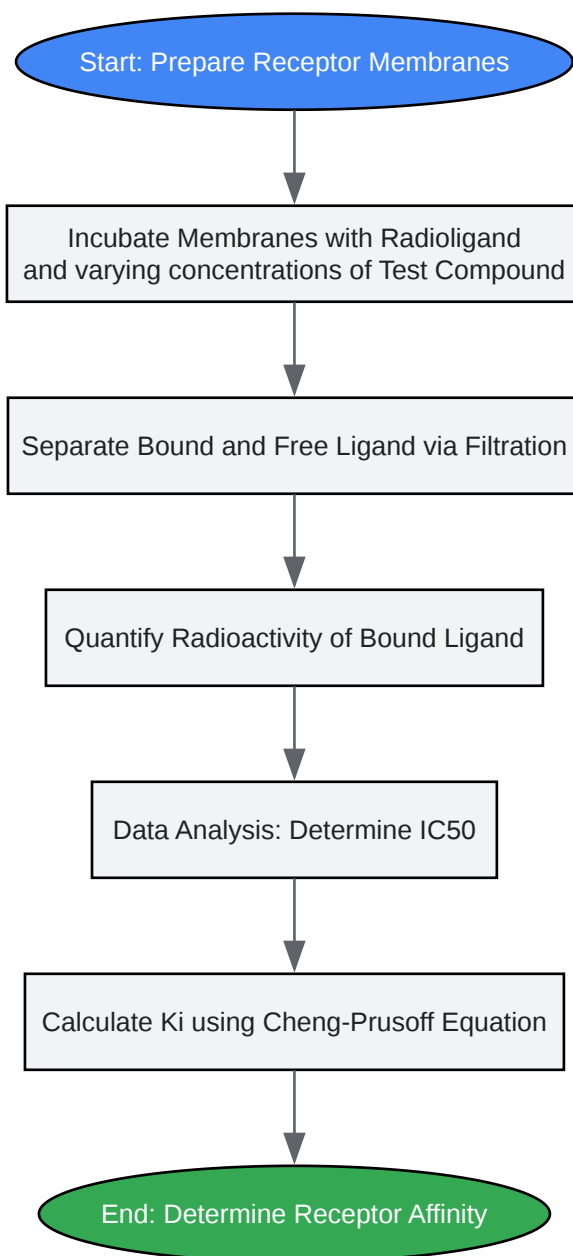 Start: Prepare Receptor Membranes
Incubate Membranes with Radioligand
and varying concentrations of Test Compound
Separate Bound and Free Ligand via Filtration
Quantify Radioactivity of Bound Ligand
Data Analysis: Determine IC50
Calculate Ki using Cheng-Prusoff Equation
End: Determine Receptor Affinity